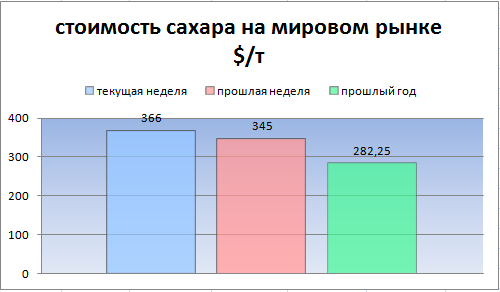 стоимость сахара на мировом рынке
$/т
текущая неделя прошлая неделя прошлый год
400
300
200
100
0
366
345
282,25